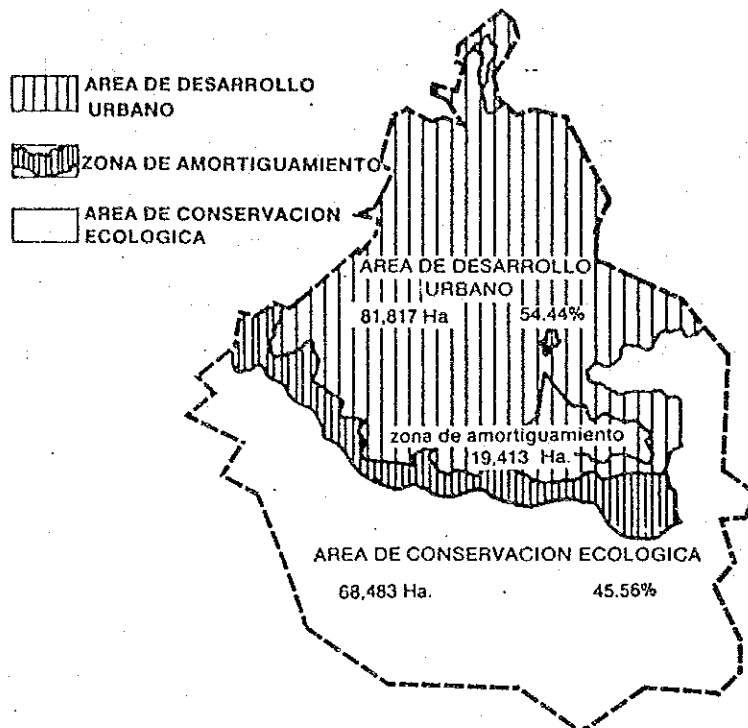 AREA DE DESARROLLO
URBANO
ZONA DE AMORTIGUAMIENTO
AREA DE CONSERVACION
ECOLOGICA
AREA DE DESARROLLO
URBANO
81,817 Ha 54.44%
zona de amortiguamiento
19,413 Ha.
AREA DE CONSERVACION ECOLOGICA
68,483 Ha. 45.56%